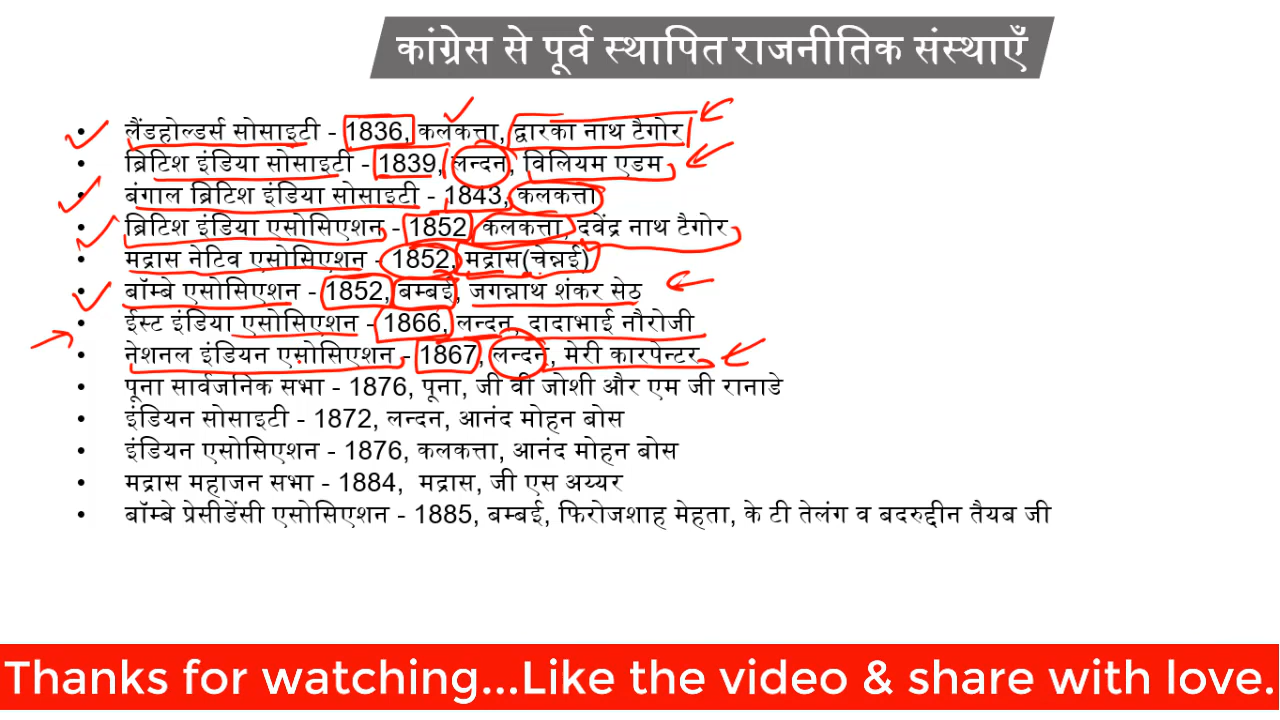 कांग्रेस से पूर्व स्थापित राजनीतिक संस्थाएँ
• लैंडहोल्डर्स सोसाइटी - 1836, कलकत्ता, द्वारका नाथ टैगोर
• ब्रिटिश इंडिया सोसाइटी - 1839, लन्दन, विलियम एडम
• बंगाल ब्रिटिश इंडिया सोसाइटी - 1843, कलकत्ता
• ब्रिटिश इंडिया एसोसिएशन - 1852, कलकत्ता, दवेंद्र नाथ टैगोर
• मद्रास नेटिव एसोसिएशन - 1852, मद्रास(चेन्नई)
• बॉम्बे एसोसिएशन - 1852, बम्बई, जगन्नाथ शंकर सेठ
• ईस्ट इंडिया एसोसिएशन - 1866, लन्दन, दादाभाई नौरोजी
• नेशनल इंडियन एसोसिएशन - 1867, लन्दन, मेरी कारपेन्टर
• पूना सार्वजनिक सभा - 1876, पूना, जी वी जोशी और एम जी रानाडे
• इंडियन सोसाइटी - 1872, लन्दन, आनंद मोहन बोस
• इंडियन एसोसिएशन - 1876, कलकत्ता, आनंद मोहन बोस
• मद्रास महाजन सभा - 1884, मद्रास, जी एस अय्यर
• बॉम्बे प्रेसीडेंसी एसोसिएशन - 1885, बम्बई, फिरोजशाह मेहता, के टी तेलंग व बदरुद्दीन तैयब जी
Thanks for watching...Like the video & share with love.